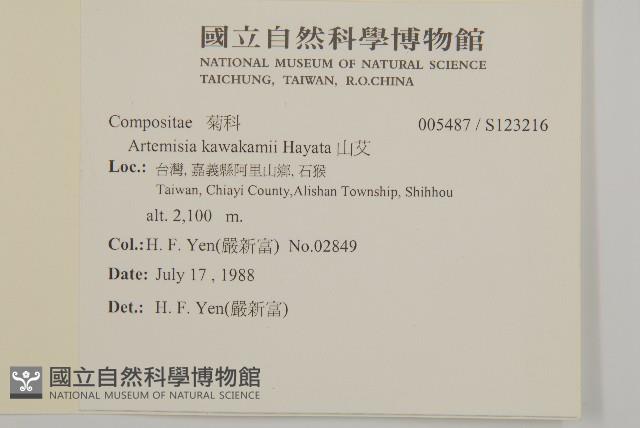 國立自然科學博物館
NATIONAL MUSEUM OF NATURAL SCIENCE
TAICHUNG, TAIWAN, R.O.CHINA
Compositae 菊科 005487 / S123216
Artemisia kawakamii Hayata 山艾
Loc.: 台灣, 嘉義縣阿里山鄉, 石猴
Taiwan, Chiayi County,Alishan Township, Shihhou
alt. 2,100 m.
Col.: H. F. Yen(嚴新富) No.02849
Date: July 17 , 1988
Det.: H. F. Yen(嚴新富)
國立自然科學博物館
NATIONAL MUSEUM OF NATURAL SCIENCE